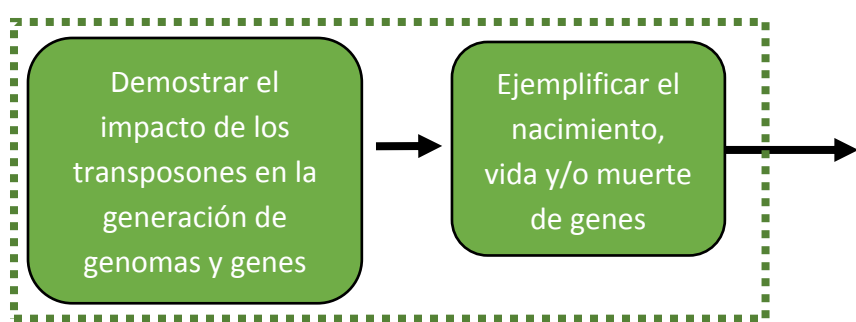 Demostrar el
impacto de los
transposones en la
generación de
genomas y genes
Ejemplificar el
nacimiento,
vida y/o muerte
de genes